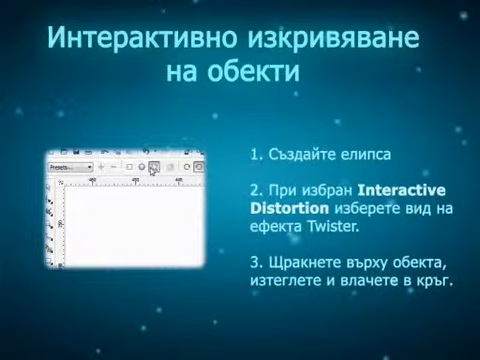 Интерактивно изкривяване
на обекти
Presets...
1. Създайте елипса
2. При избран Interactive
Distortion изберете вид на
ефекта Twister.
3. Щракнете върху обекта,
изтеглете и влачете в кръг.